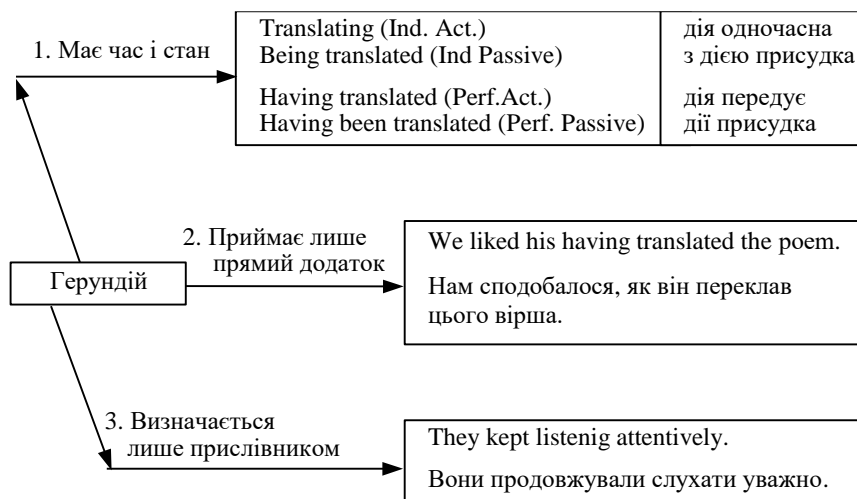 1. Має час і стан
Translating (Ind. Act.)
Being translated (Ind Passive)
Having translated (Perf.Act.)
Having been translated (Perf. Passive)
дія одночасна
з дією присудка
дія передує
дії присудка
Герундій
2. Приймає лише
прямий додаток
We liked his having translated the poem.
Нам сподобалося, як він переклав
цього вірша.
3. Визначається
лише прислівником
They kept listenig attentively.
Вони продовжували слухати уважно.